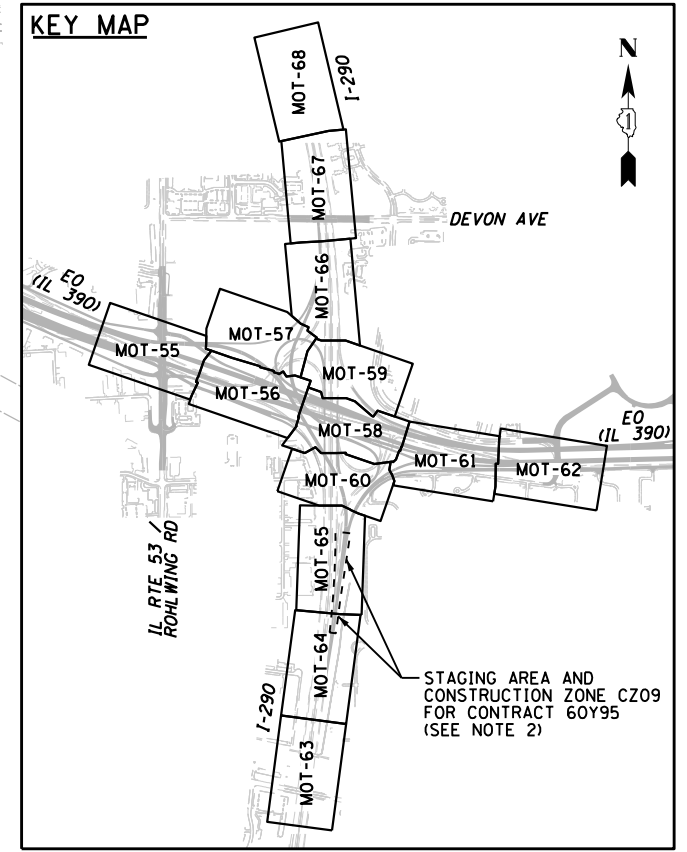 KEY MAP
MOT-68
I-290
N
1
MOT-67
DEVON AVE
MOT-66
EO
(IL 390)
MOT-57
MOT-55
MOT-59
MOT-56
MOT-58
EO
(IL 390)
MOT-61
MOT-62
MOT-60
IL RTE 53 /
ROHLWING RD
MOT-65
MOT-64
STAGING AREA AND
CONSTRUCTION ZONE CZ09
FOR CONTRACT 60Y95
(SEE NOTE 2)
I-290
MOT-63